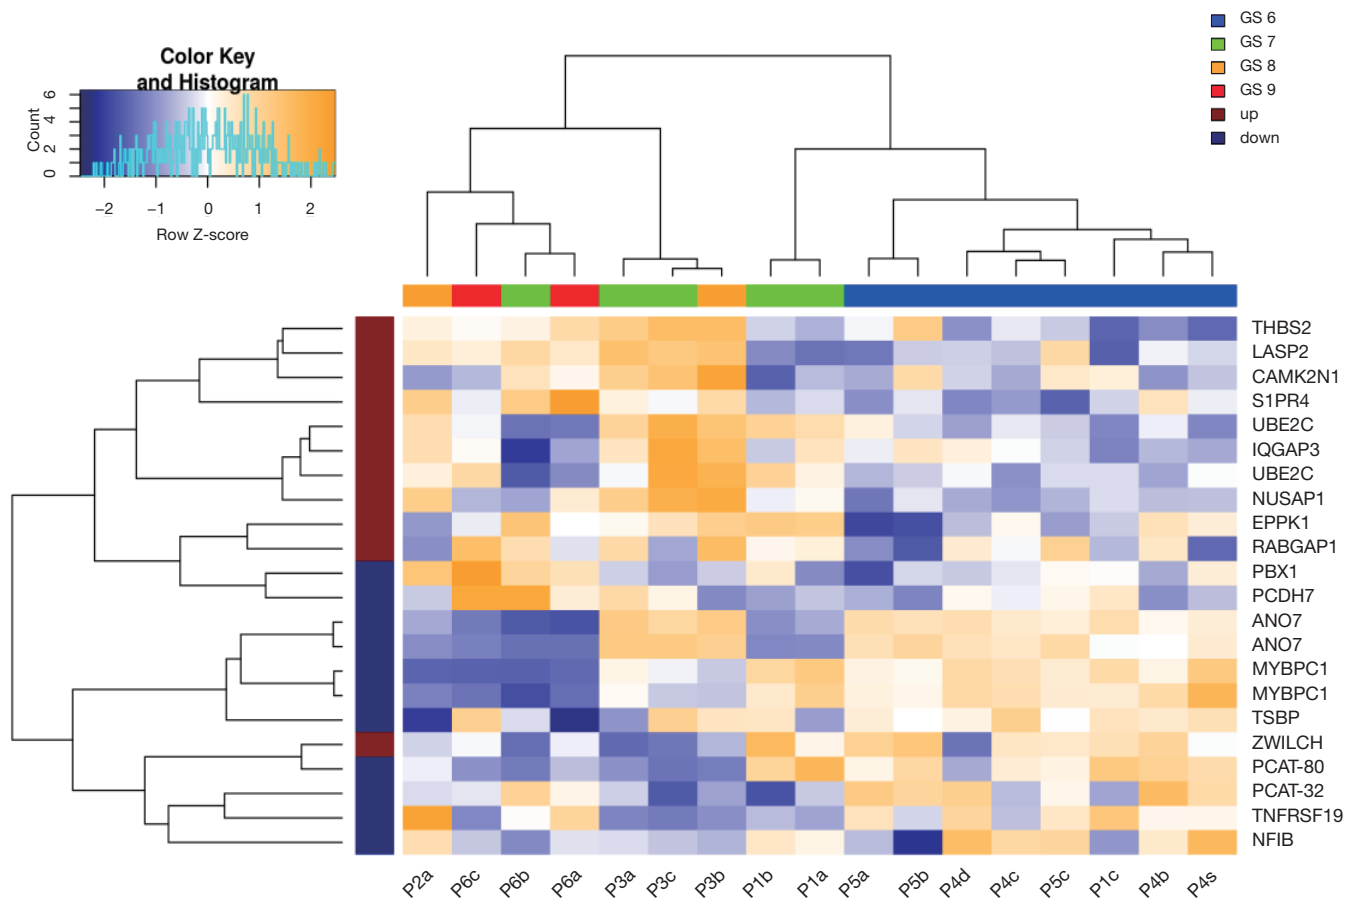 Color Key
and Histogram
Count
6
4
2
0
−2 −1 0 1 2
Row Z-score
GS 6
GS 7
GS 8
GS 9
up
down
THBS2
LASP2
CAMK2N1
S1PR4
UBE2C
IQGAP3
UBE2C
NUSAP1
EPPK1
RABGAP1
PBX1
PCDH7
ANO7
ANO7
MYBPC1
MYBPC1
TSBP
ZWILCH
PCAT-80
PCAT-32
TNFRSF19
NFIB
P2a P6c P6b P6a P3a P3c P3b P1b P1a P5a P5b P4d P4c P5c P1c P4b P4s